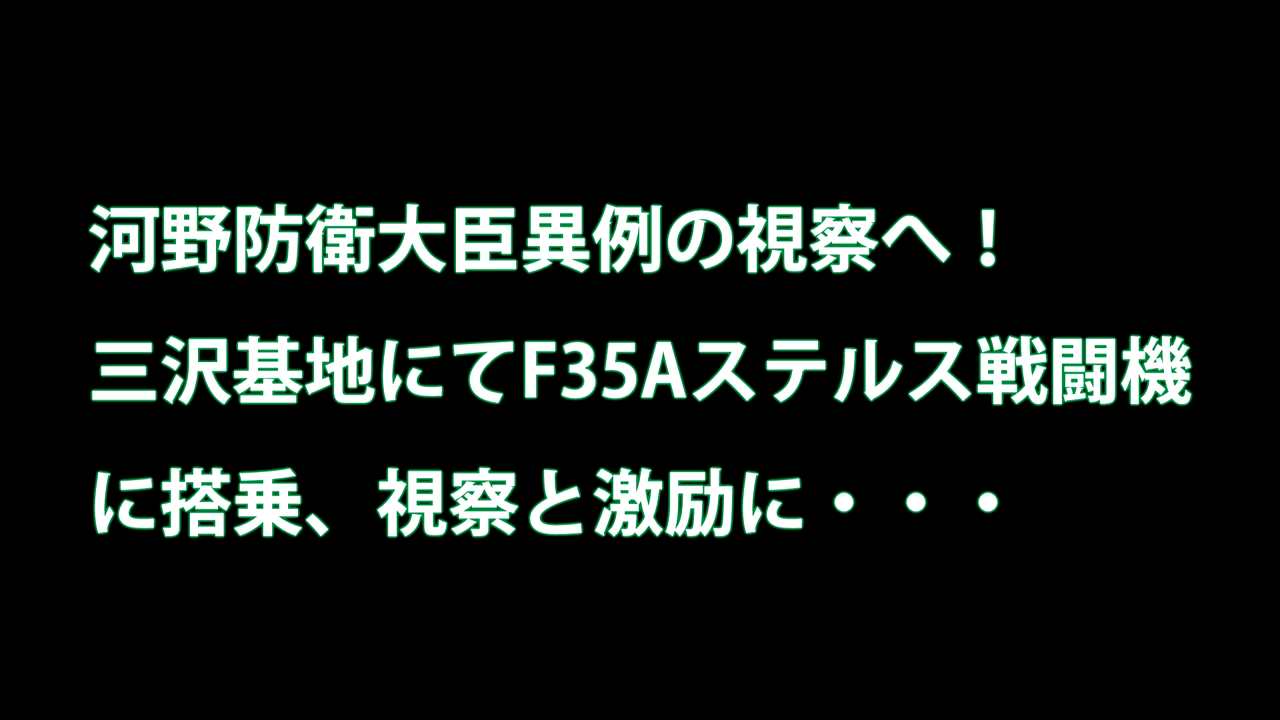 河野防衛大臣異例の視察へ！
三沢基地にてF35Aステルス戦闘機
に搭乗、視察と激励に・・・